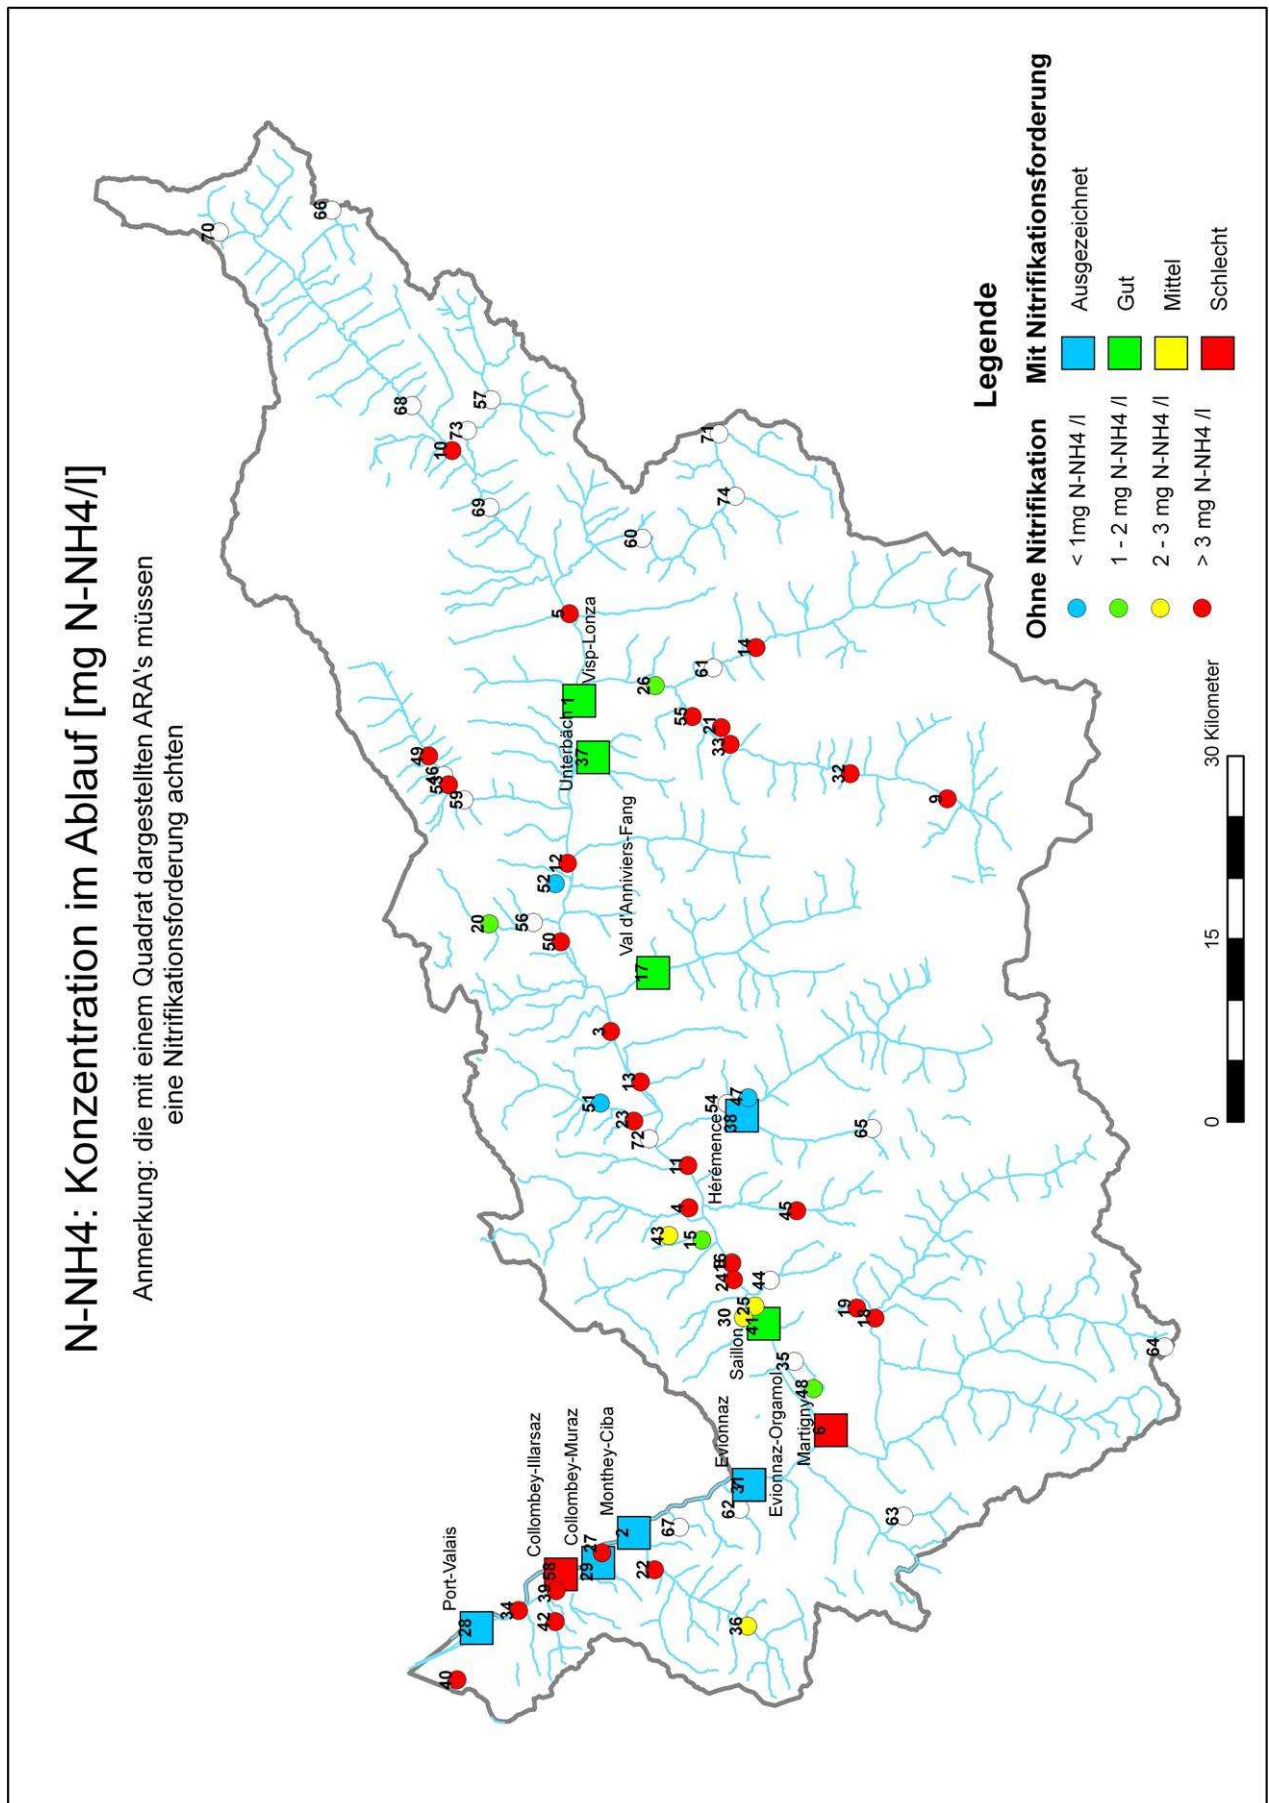 N-NH4: Konzentration im Ablauf [mg N-NH4/l]
Anmerkung: die mit einem Quadrat dargestellten ARA's müssen
eine Nitrifikationsforderung achten
70
66
68
57
73
10
69
71
74
60
5
Visp-Lonza
14
61
26
1
55
21
33
Unterbäch
37
49
46
53
59
32
9
12
52
20
56
50
Val d'Anniviers-Fang
17
3
13
51
23
72
54
47
38
65
11
Hérémence
4
45
43
15
16
24
44
25
30
41
19
18
Saillon
35
64
48
Martigny
6
Evionnaz
Evionnaz-Orgamol
62
63
Monthey-Ciba
2
67
Collombey-Muraz
27
29
22
Collombey-Illarsaz
58
39
42
34
36
Port-Valais
28
40
Legende
Ohne Nitrifikation
< 1mg N-NH4 /l
1 - 2 mg N-NH4 /l
2 - 3 mg N-NH4 /l
> 3 mg N-NH4 /l
Mit Nitrifikationsforderung
Ausgezeichnet
Gut
Mittel
Schlecht
0
15
30 Kilometer